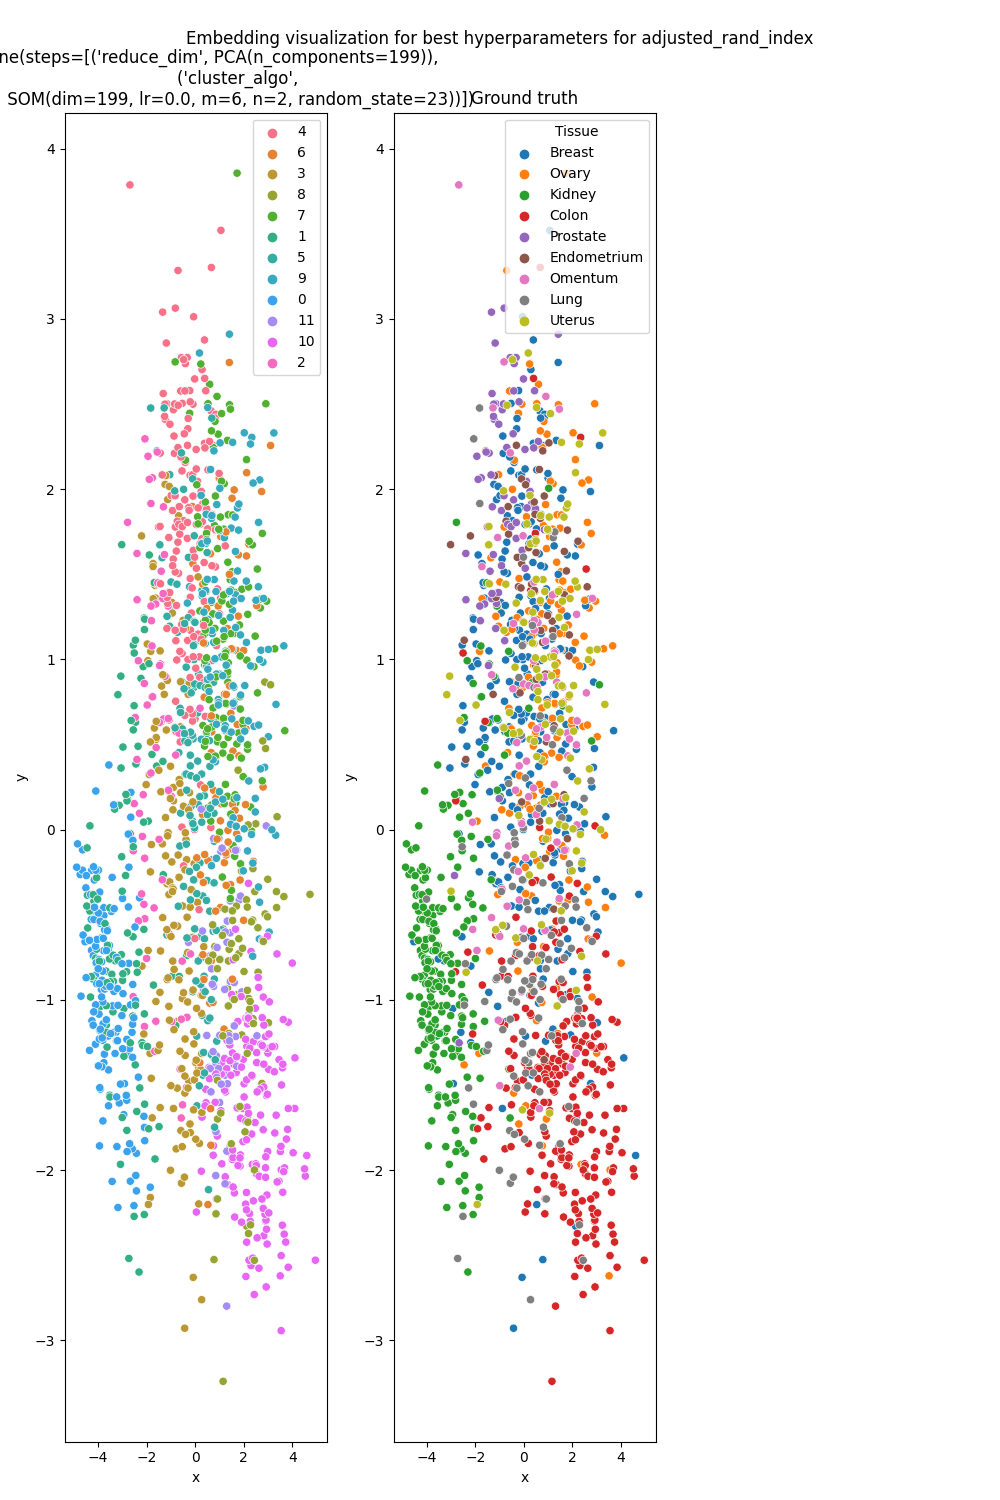 Embedding visualization for best hyperparameters for adjusted_rand_index
ne(steps=[('reduce_dim', PCA(n_components=199)),
('cluster_algo',
SOM(dim=199, lr=0.0, m=6, n=2, random_state=23))])
Ground truth
4
6
3
8
7
1
5
9
0
11
10
2
Tissue
Breast
Ovary
Kidney
Colon
Prostate
Endometrium
Omentum
Lung
Uterus
4
3
2
1
0
−1
−2
−3
y
−4
−2
0
2
4
x
4
3
2
1
0
−1
−2
−3
y
−4
−2
0
2
4
x